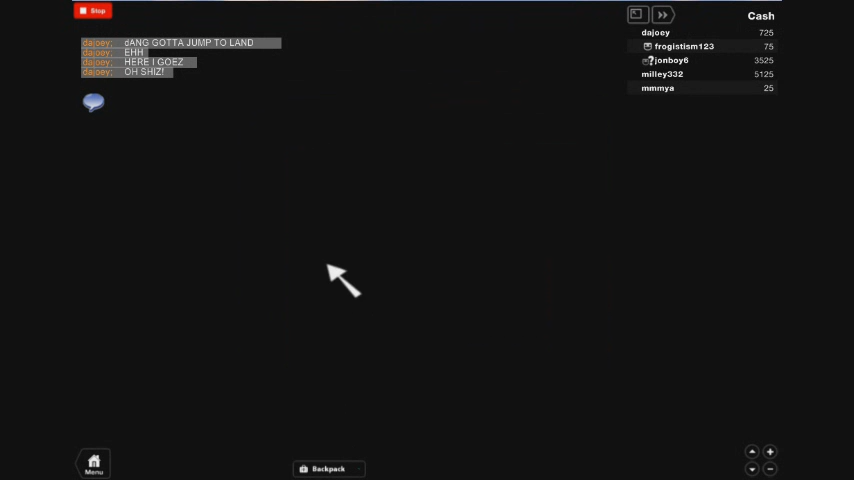 Stop
Cash
dajoey; dANG GOTTA JUMP TO LAND
dajoey; EHH
dajoey; HERE I GOEZ
dajoey; OH SHIZ!
dajoey 725
frogistism123 75
jonboy6 3525
milley332 5125
mmmya 25
Menu
Backpack